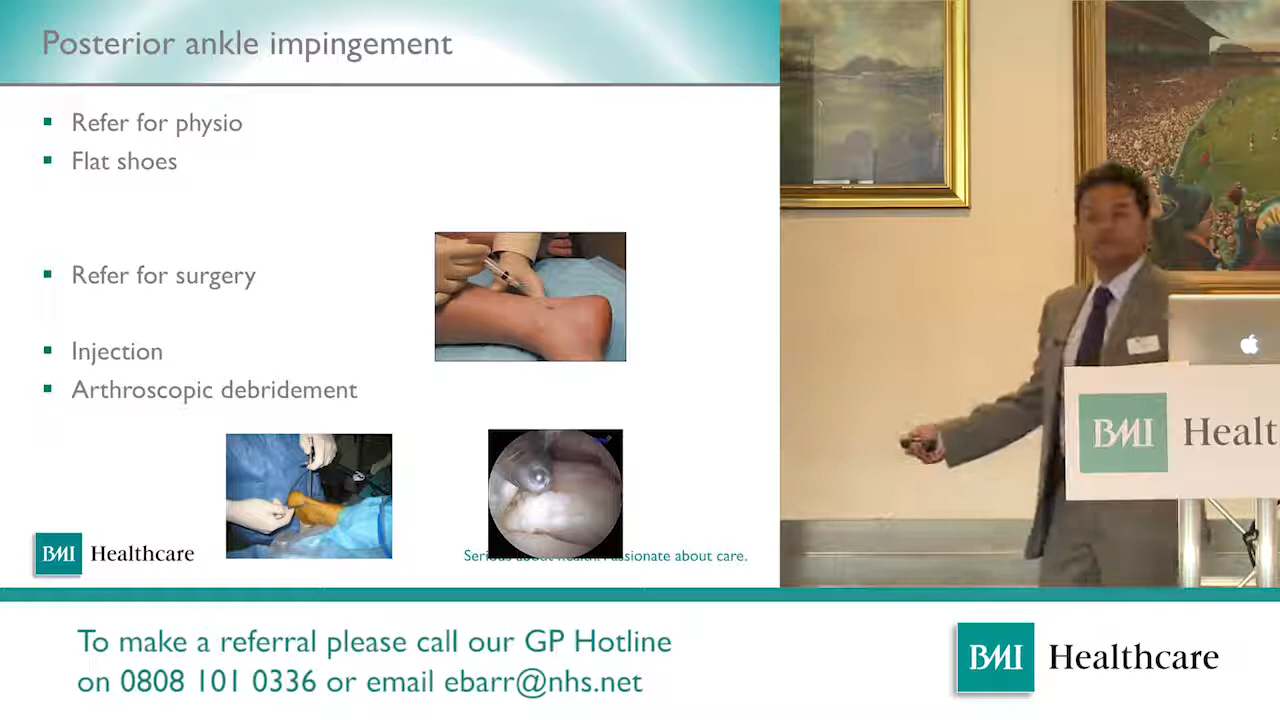 Posterior ankle impingement
Refer for physio
Flat shoes
Refer for surgery
Injection
Arthroscopic debridement
BMI Healthcare
Serious about health. Passionate about care.
BMI Healt
To make a referral please call our GP Hotline
on 0808 101 0336 or email ebarr@nhs.net
BMI Healthcare